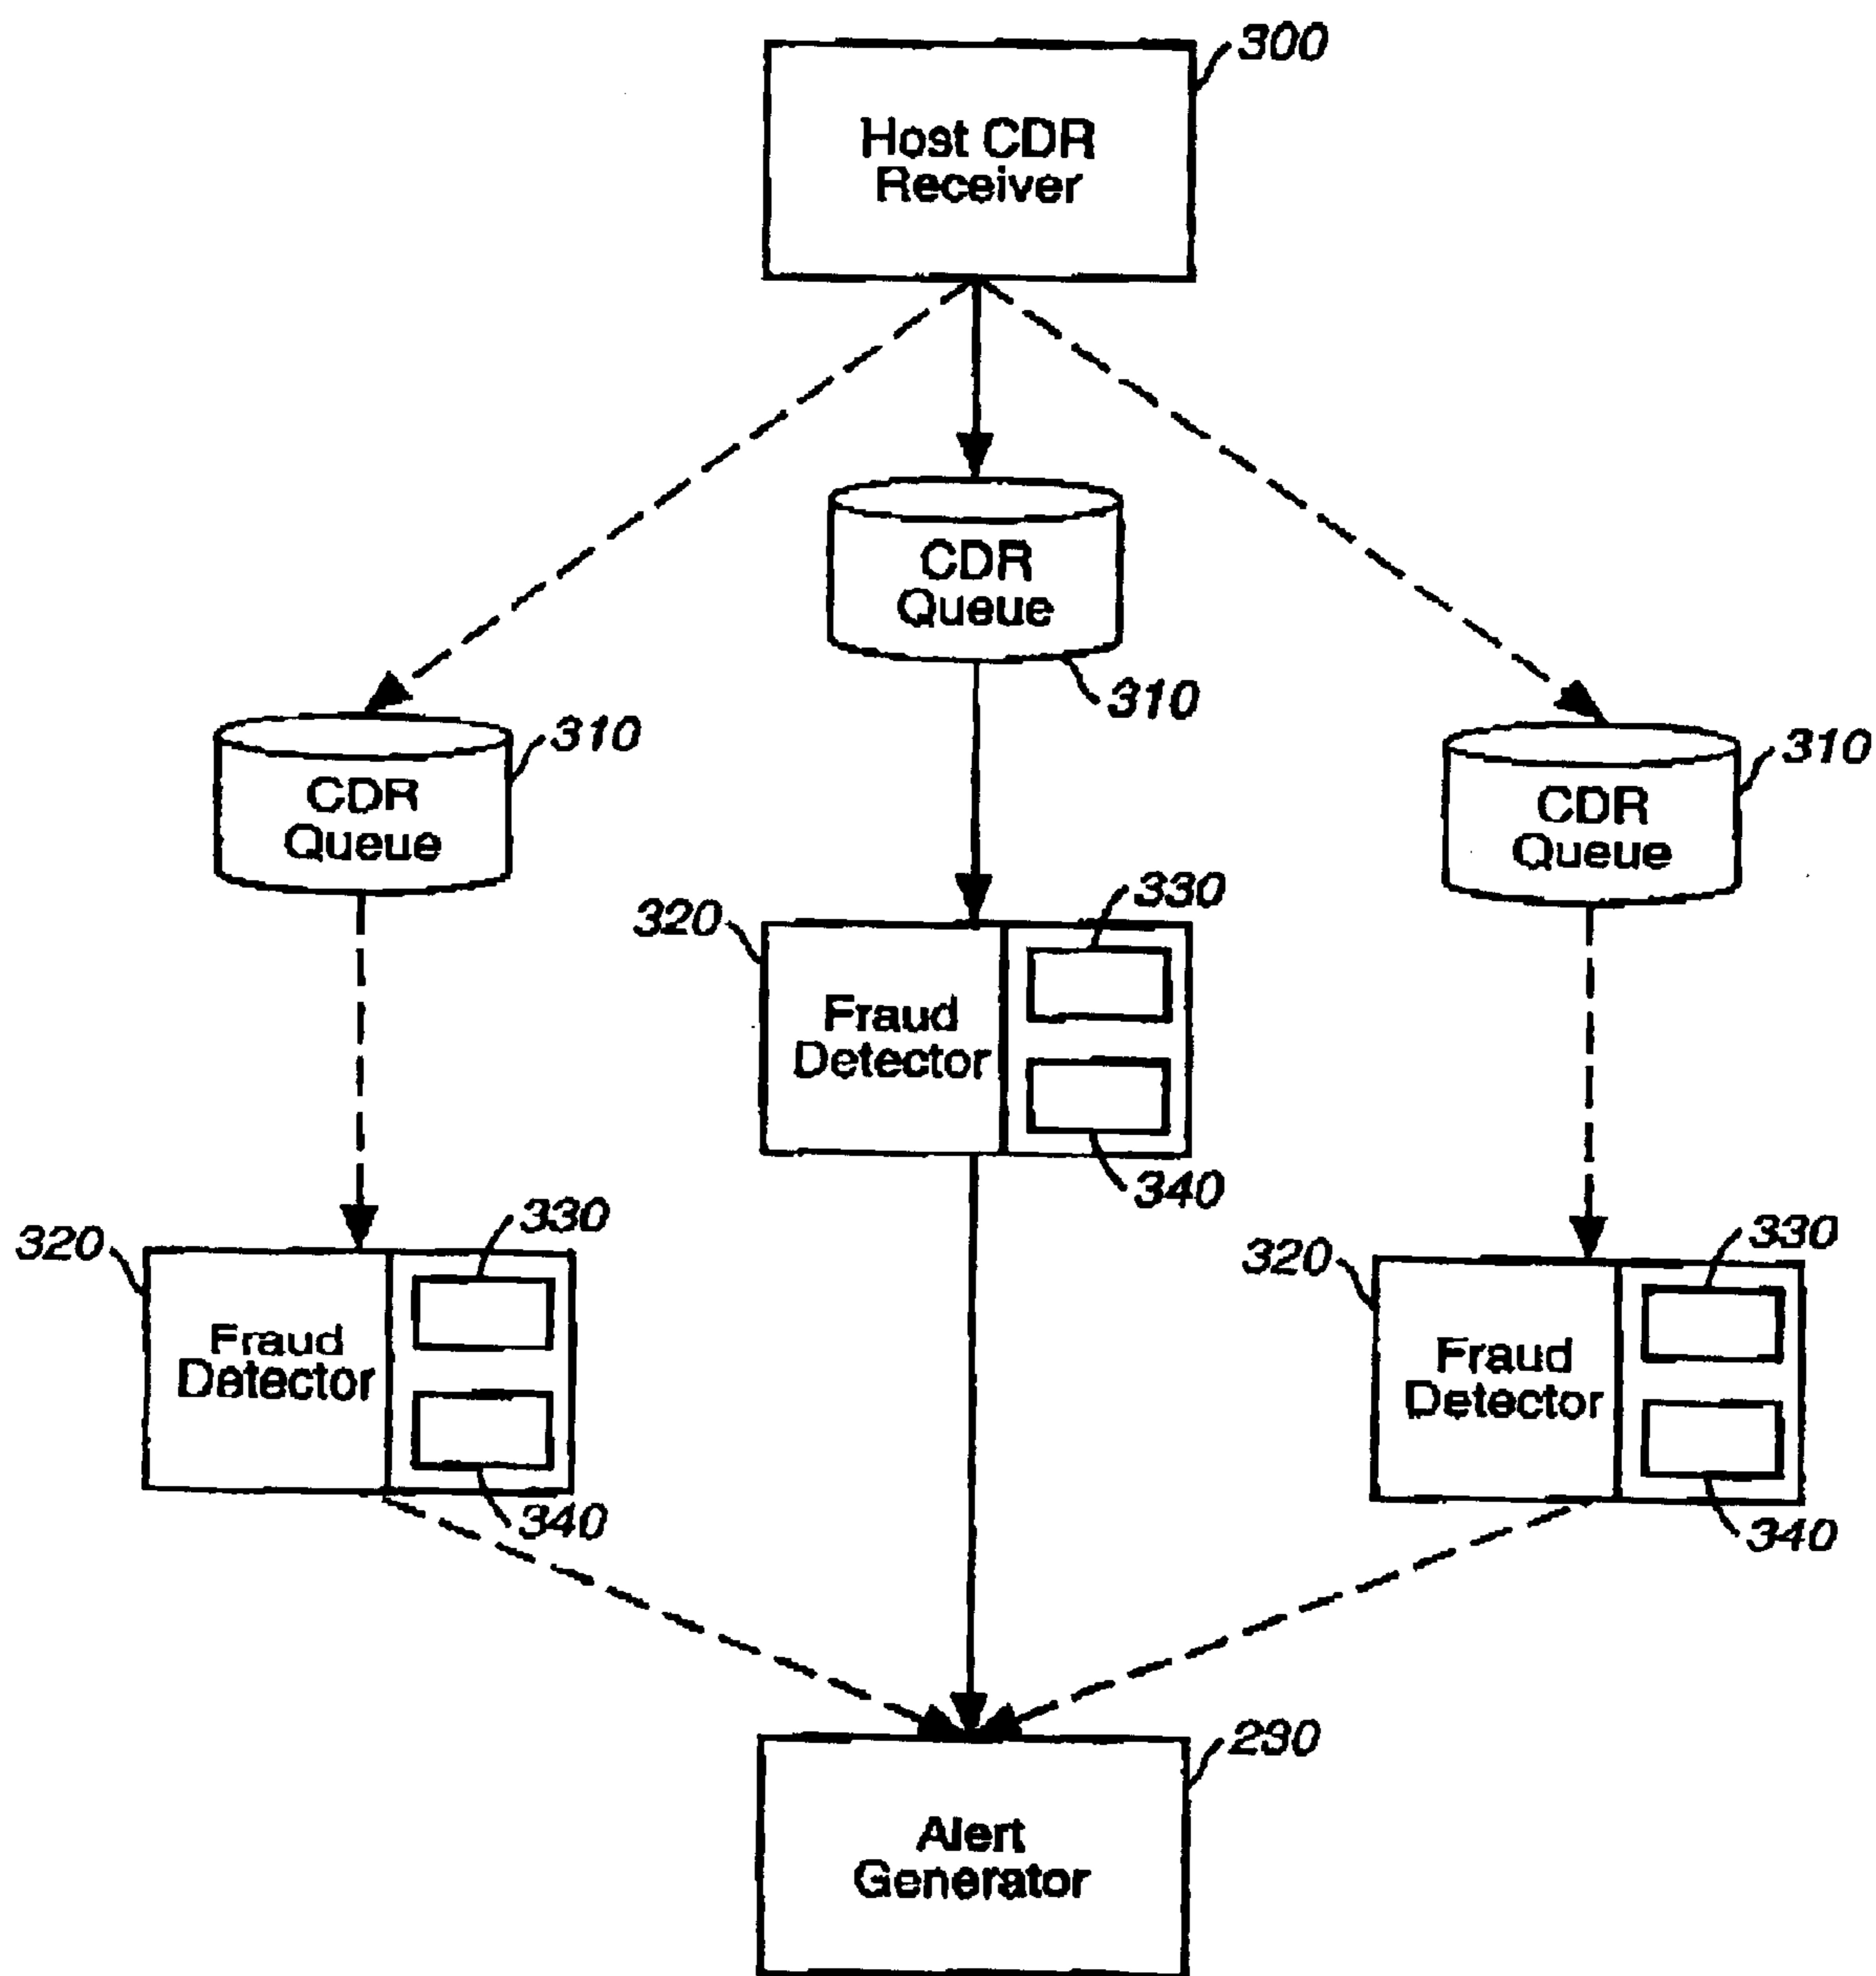 300
Host CDR
Receiver
CDR
Queue
310
310
CDR
Queue
310
CDR
Queue
320
330
Fraud
Detector
340
320
330
Fraud
Detector
340
320
330
Fraud
Detector
340
290
Alert
Generator